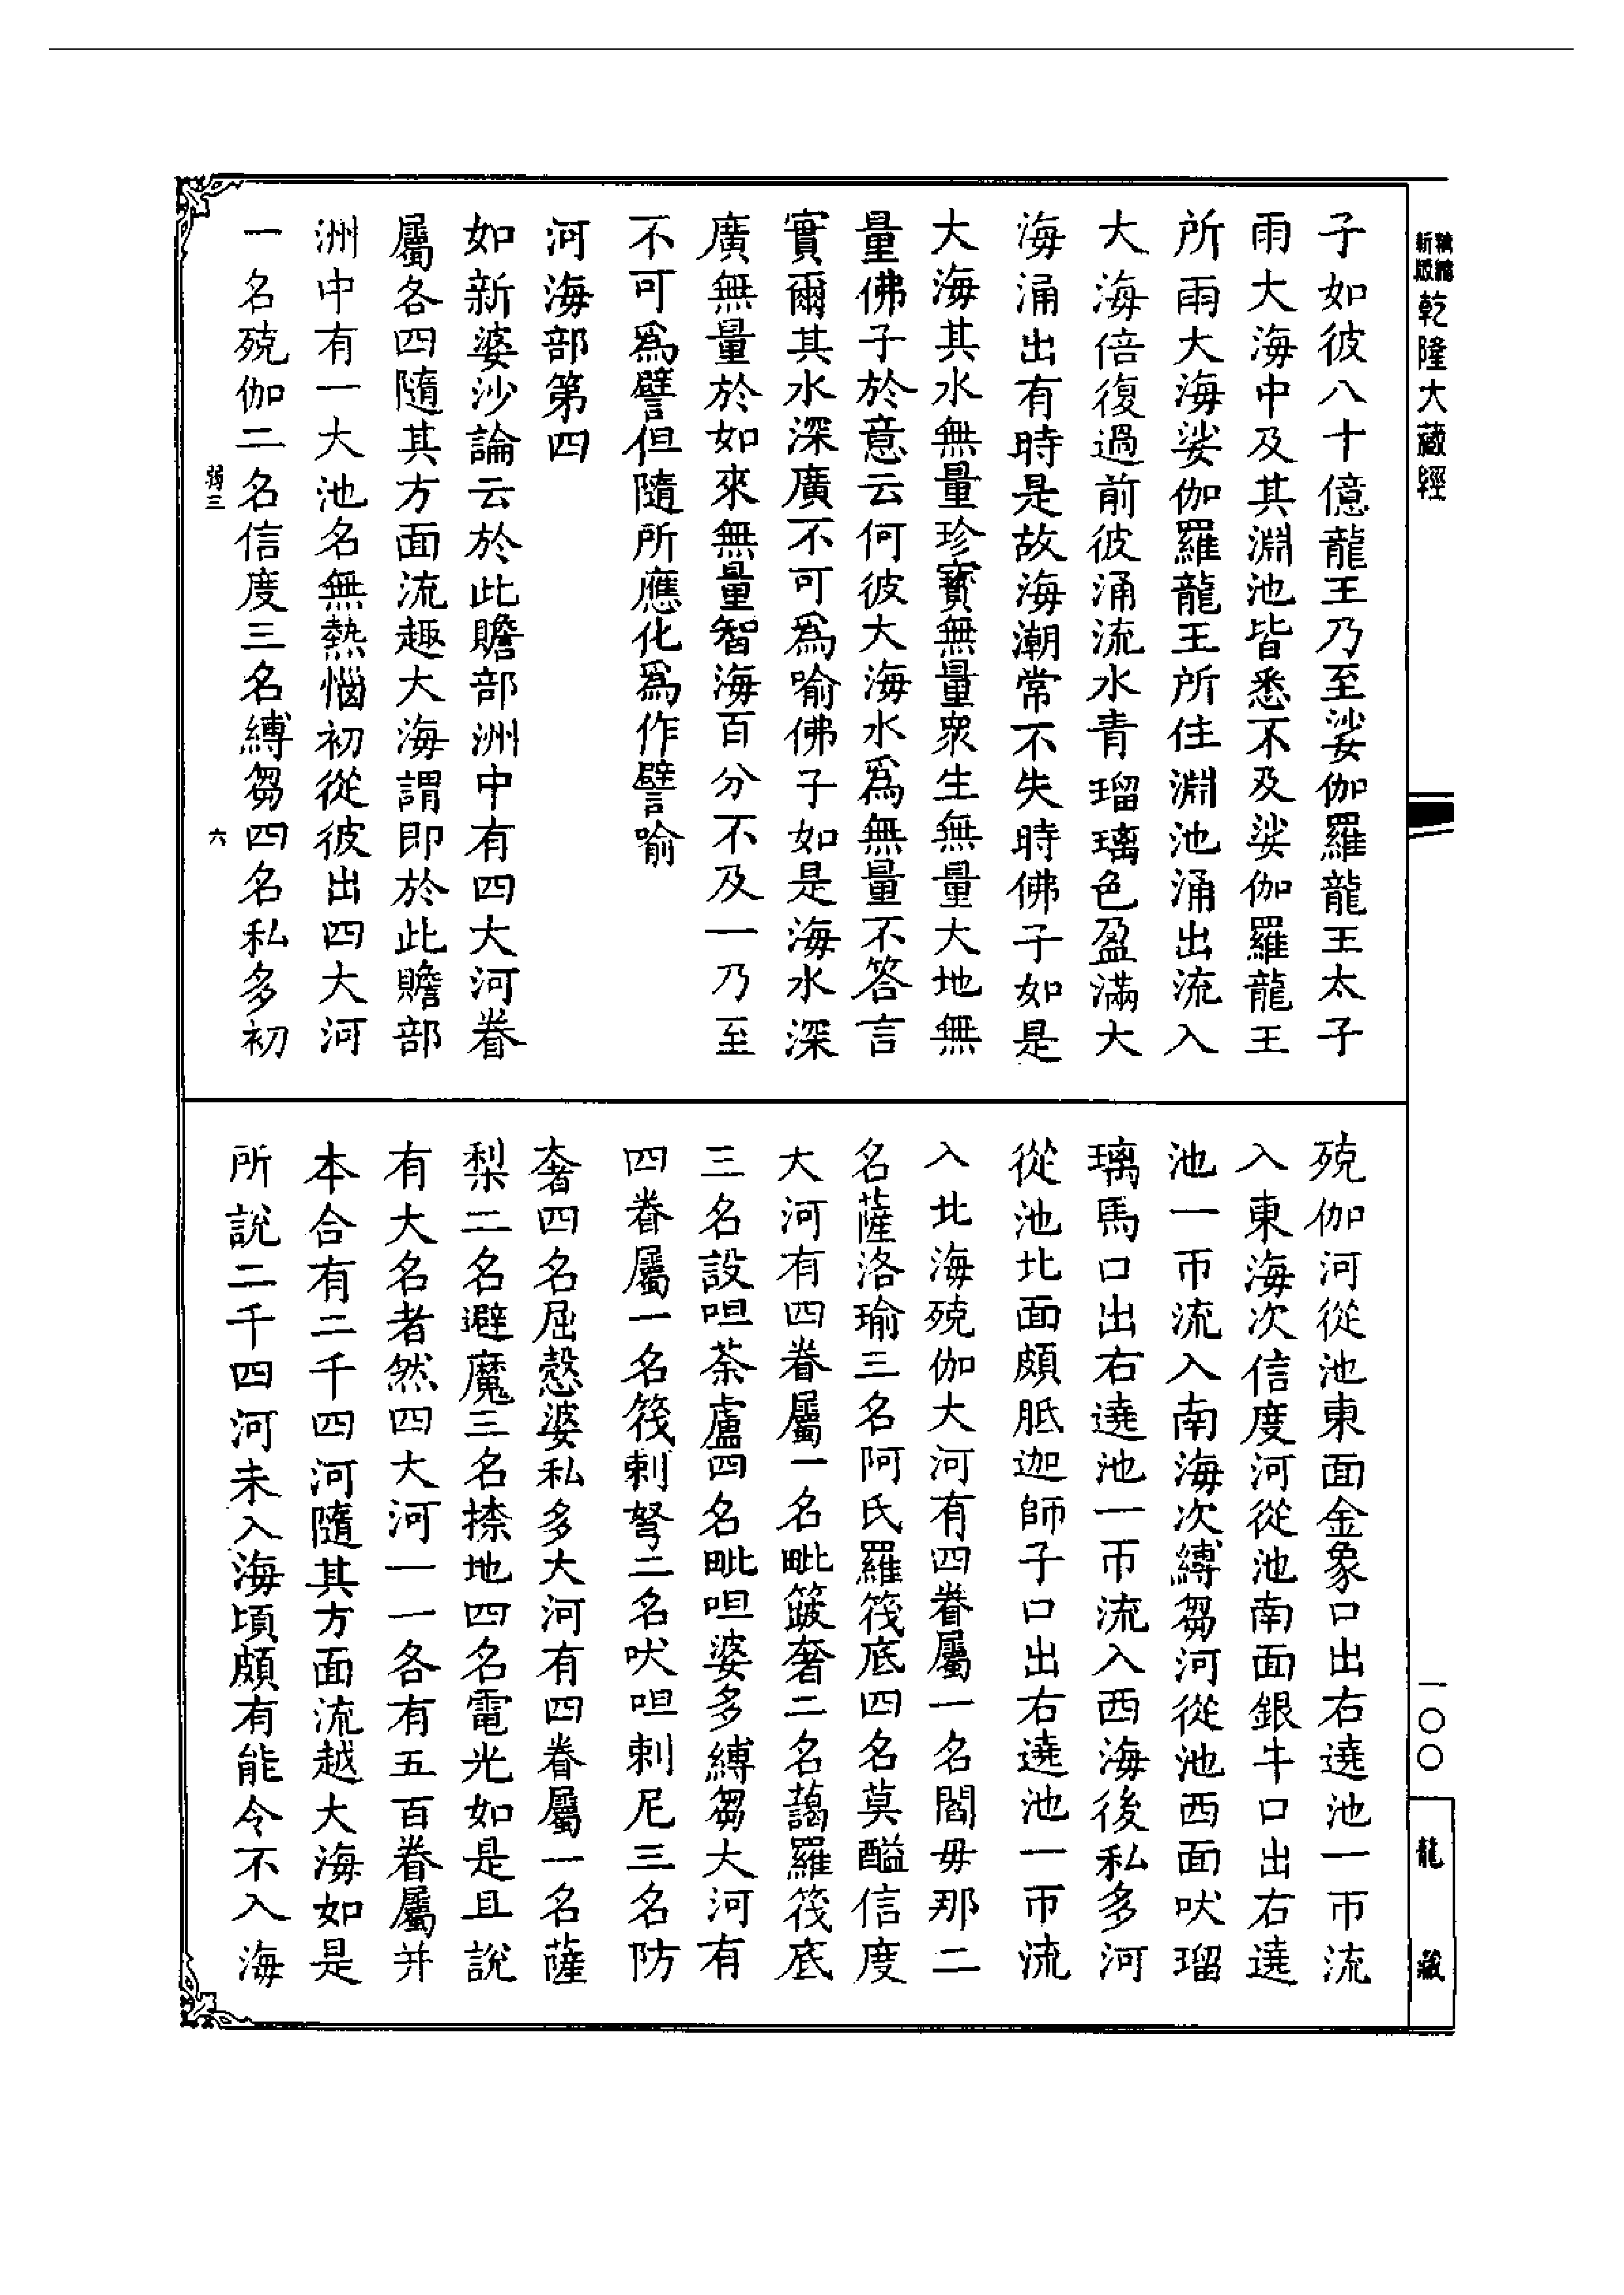 精繕新版乾隆大藏經
子如彼八十億龍王乃至娑伽羅龍王太子
雨大海中及其淵池皆悉不及娑伽羅龍王
所雨大海娑伽羅龍王所住淵池涌出流入
大海倍復過前彼涌流水青瑠璃色盈滿大
海涌出有時是故海潮常不失時佛子如是
大海其水無量珍寶無量衆生無量大地無
量佛子於意云何彼大海水爲無量不答言
實爾其水深廣不可爲喻佛子如是海水深
廣無量於如來無量智海百分不及一乃至
不可爲譬但隨所應化爲作譬喻
河海部第四
如新婆沙論云於此贍部洲中有四大河眷
屬各四隨其方面流趣大海謂即於此贍部
洲中有一大池名無熱惱初從彼出四大河
一名殑伽二名信度三名縛芻四名私多初
弱三 六
殑伽河從池東面金象口出右遶池一帀流
入東海次信度河從池南面銀牛口出右遶
池一帀流入南海次縛芻河從池西面吠瑠
璃馬口出右遶池一帀流入西海後私多河
從池北面頗胝迦師子口出右遶池一帀流
入北海殑伽大河有四眷屬一名閻毋那二
名薩洛瑜三名阿氏羅筏底四名莫醯信度
大河有四眷屬一名毗簸奢二名藹羅筏底
三名設呾荼盧四名毗呾婆多縛芻大河有
四眷屬一名筏剌弩二名吠呾剌尼三名防
奢四名屈愨婆私多大河有四眷屬一名薩
梨二名避魔三名捺地四名電光如是且說
有大名者然四大河一一各有五百眷屬并
本合有二千四河隨其方面流越大海如是
所說二千四河未入海頃頗有能令不入海
一〇〇
龍藏